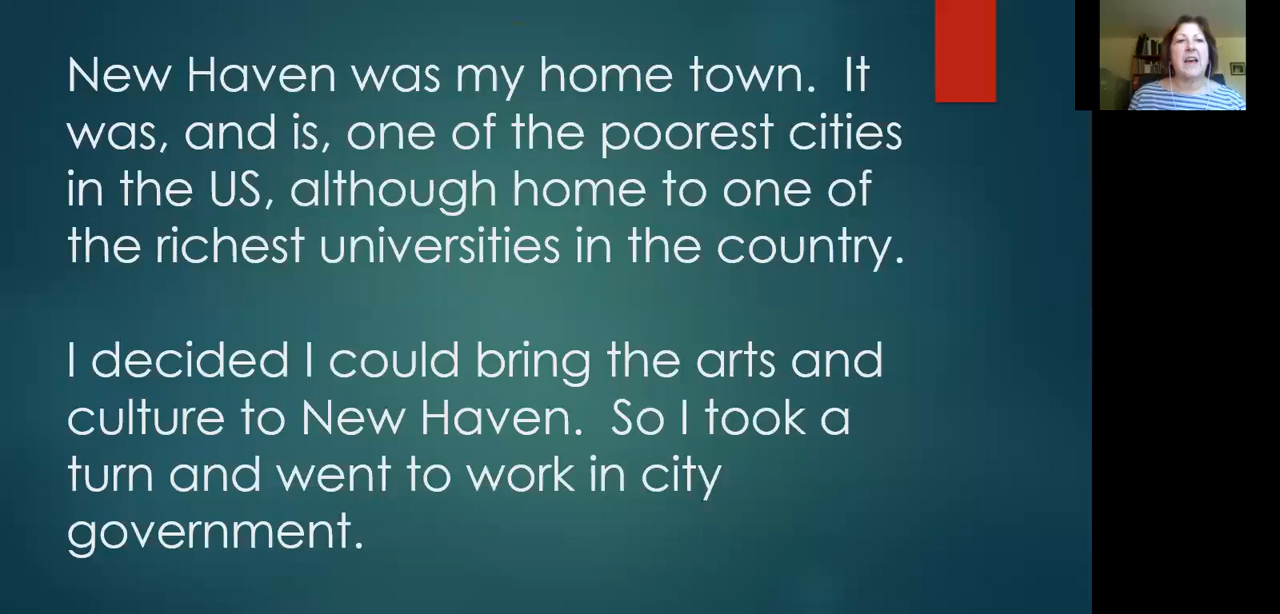 New Haven was my home town.  It
was, and is, one of the poorest cities
in the US, although home to one of
the richest universities in the country.
I decided I could bring the arts and
culture to New Haven.  So I took a
turn and went to work in city
government.